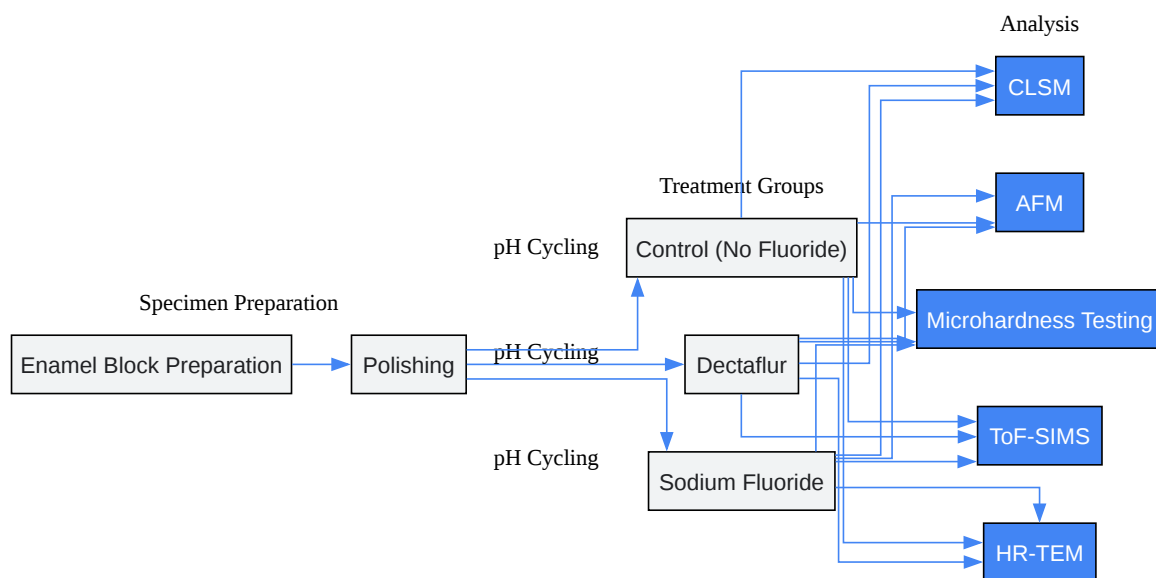 Analysis
CLSM
Treatment Groups
AFM
pH Cycling
Control (No Fluoride)
Specimen Preparation
Microhardness Testing
Enamel Block Preparation
Polishing
pH Cycling
Dectaflur
ToF-SIMS
pH Cycling
Sodium Fluoride
HR-TEM